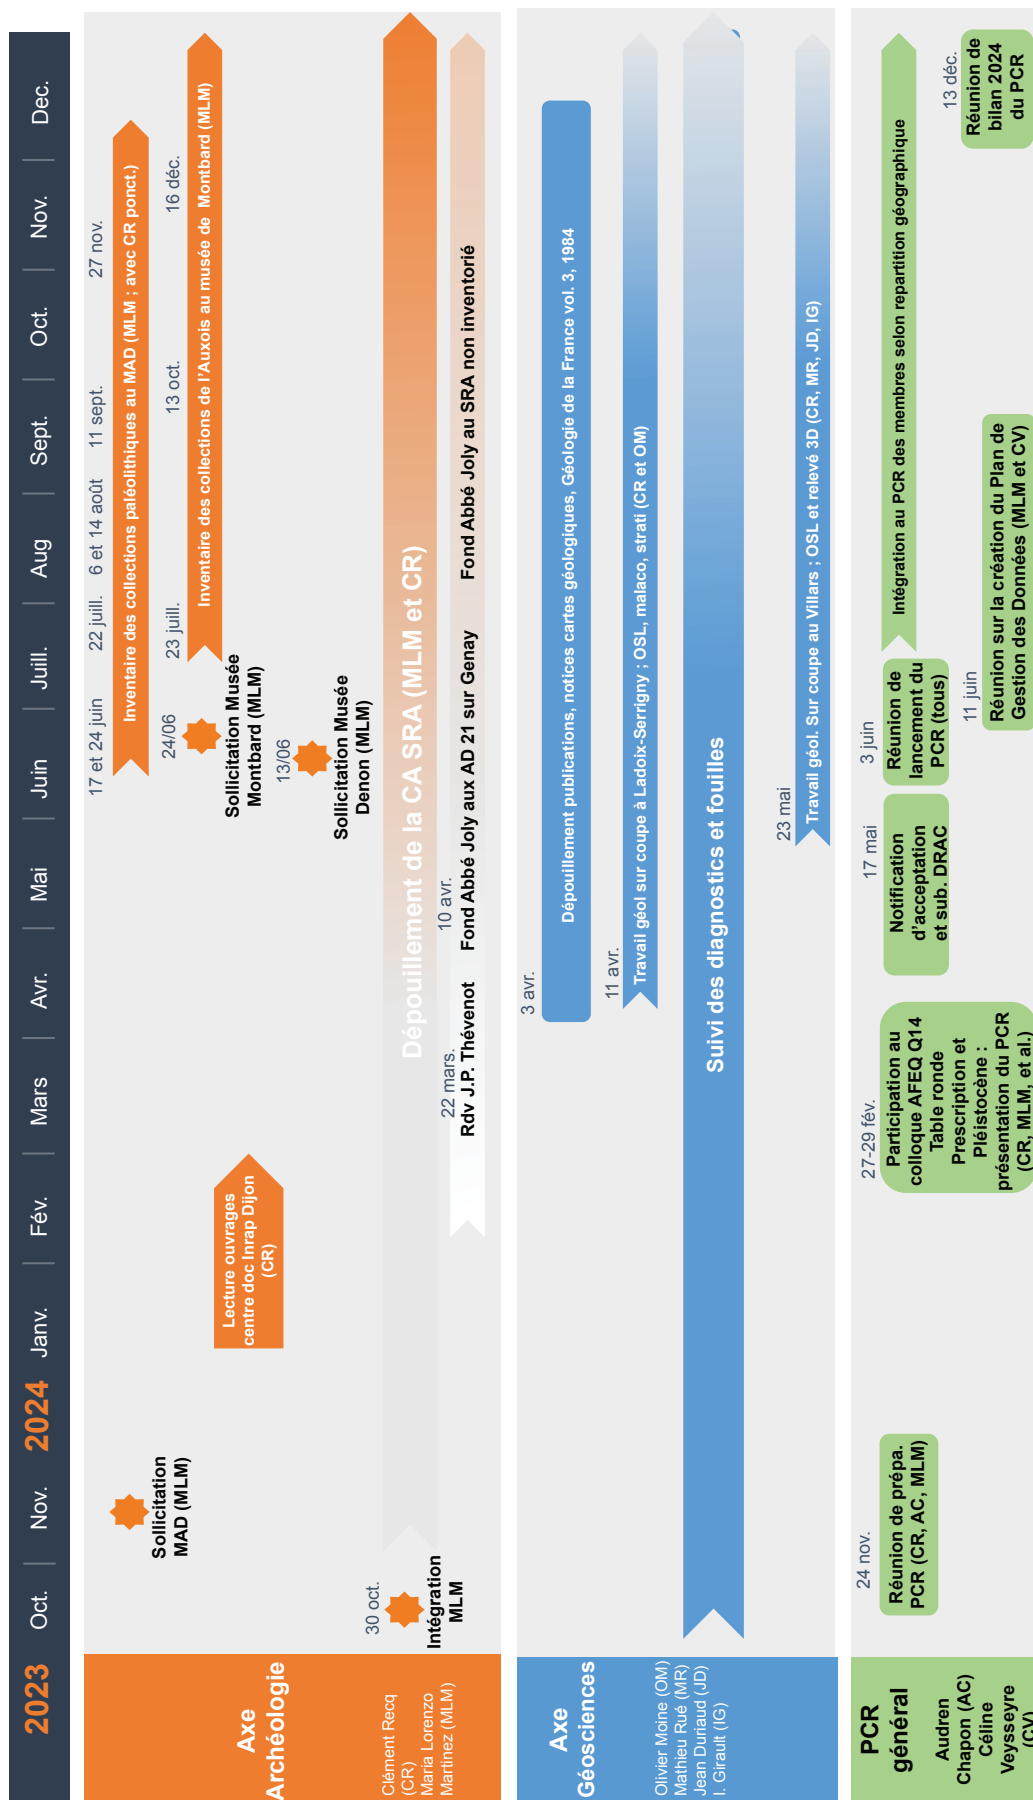 2023
Oct.
Nov.
2024
Janv.
Fév.
Mars
Avr.
Mai
Juin
Juill.
Aug
Sept.
Oct.
Nov.
Dec.
Axe
Archéologie
Clément Recq
(CR)
Maria Lorenzo
Martinez (MLM)
Sollicitation
MAD (MLM)
17 et 24 juin
22 juill.
6 et 14 août
11 sept.
27 nov.
Inventaire des collections paléolithiques au MAD (MLM ; avec CR ponct.)
24/06
Sollicitation Musée
Montbard (MLM)
23 juill.
13 oct.
16 déc.
Inventaire des collections de l'Auxois au musée de Montbard (MLM)
Lecture ouvrages
centre doc Inrap Dijon
(CR)
13/06
Sollicitation Musée
Denon (MLM)
30 oct.
Intégration
MLM
Dépouillement de la CA SRA (MLM et CR)
22 mars.
Rdv J.P. Thévenot
10 avr.
Fond Abbé Joly aux AD 21 sur Genay
Fond Abbé Joly au SRA non inventorié
Axe
Géosciences
Olivier Moine (OM)
Mathieu Rué (MR)
Jean Duriaud (JD)
I. Girault (IG)
3 avr.
Dépouillement publications, notices cartes géologiques, Géologie de la France vol. 3, 1984
11 avr.
Travail géol sur coupe à Ladoix-Serrigny ; OSL, malaco, strati (CR et OM)
Suivi des diagnostics et fouilles
23 mai
Travail géol. Sur coupe au Villars ; OSL et relevé 3D (CR, MR, JD, IG)
PCR
général
Audren
Chapon (AC)
Céline
Veysseyre
(CV)
24 nov.
Réunion de prépa.
PCR (CR, AC, MLM)
27-29 fév.
Participation au
colloque AFEQ Q14
Table ronde
Prescription et
Pléistocène :
présentation du PCR
(CR, MLM, et al.)
17 mai
Notification
d'acceptation
et sub. DRAC
3 juin
Réunion de
lancement du
PCR (tous)
Intégration au PCR des membres selon repartition géographique
11 juin
Réunion sur la création du Plan de
Gestion des Données (MLM et CV)
13 déc.
Réunion de
bilan 2024
du PCR